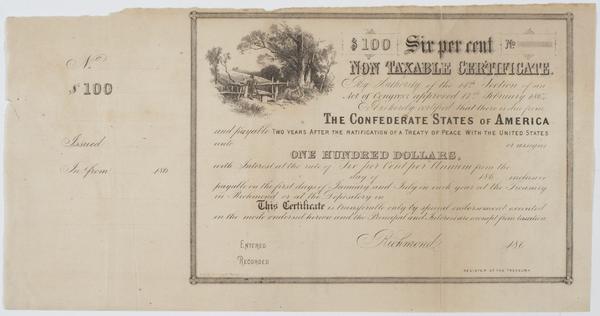 No
$100
Issued
Int from 186
$100 Six per cent No
NON TAXABLE CERTIFICATE.
By Authority of the 14th Section of an
Act of Congress approved 17th February 1864.
It is hereby certified that there is due from
THE CONFEDERATE STATES OF AMERICA
and payable TWO YEARS AFTER THE RATIFICATION OF A TREATY OF PEACE WITH THE UNITED STATES
unto or assigns
ONE HUNDRED DOLLARS,
with Interest at the rate of Six per Cent per Annum from the
day of 186 inclusive
payable on the first days of January and July in each year at the Treasury
in Richmond or at the Depository in
This Certificate is transferable only by special endorsement executed
in the mode endorsed hereon and the Principal and Interest are exempt from taxation
Richmond, 186
ENTERED
RECORDED
REGISTER OF THE TREASURY